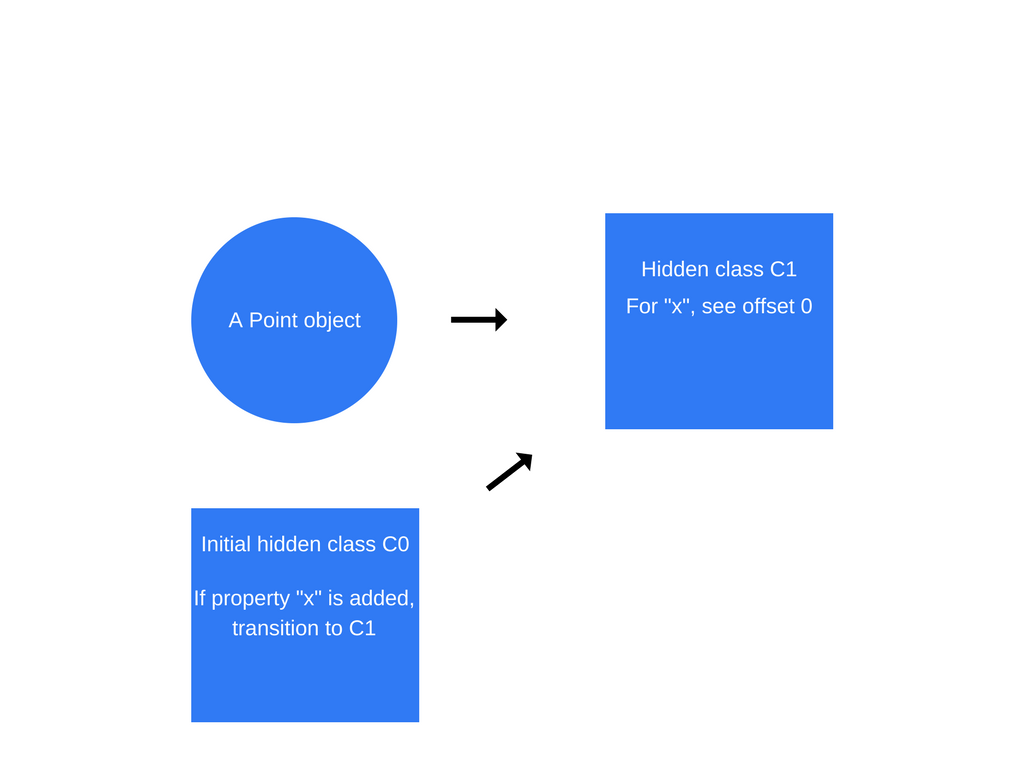 A Point object
Hidden class C1
For "x", see offset 0
Initial hidden class C0
If property "x" is added,
transition to C1